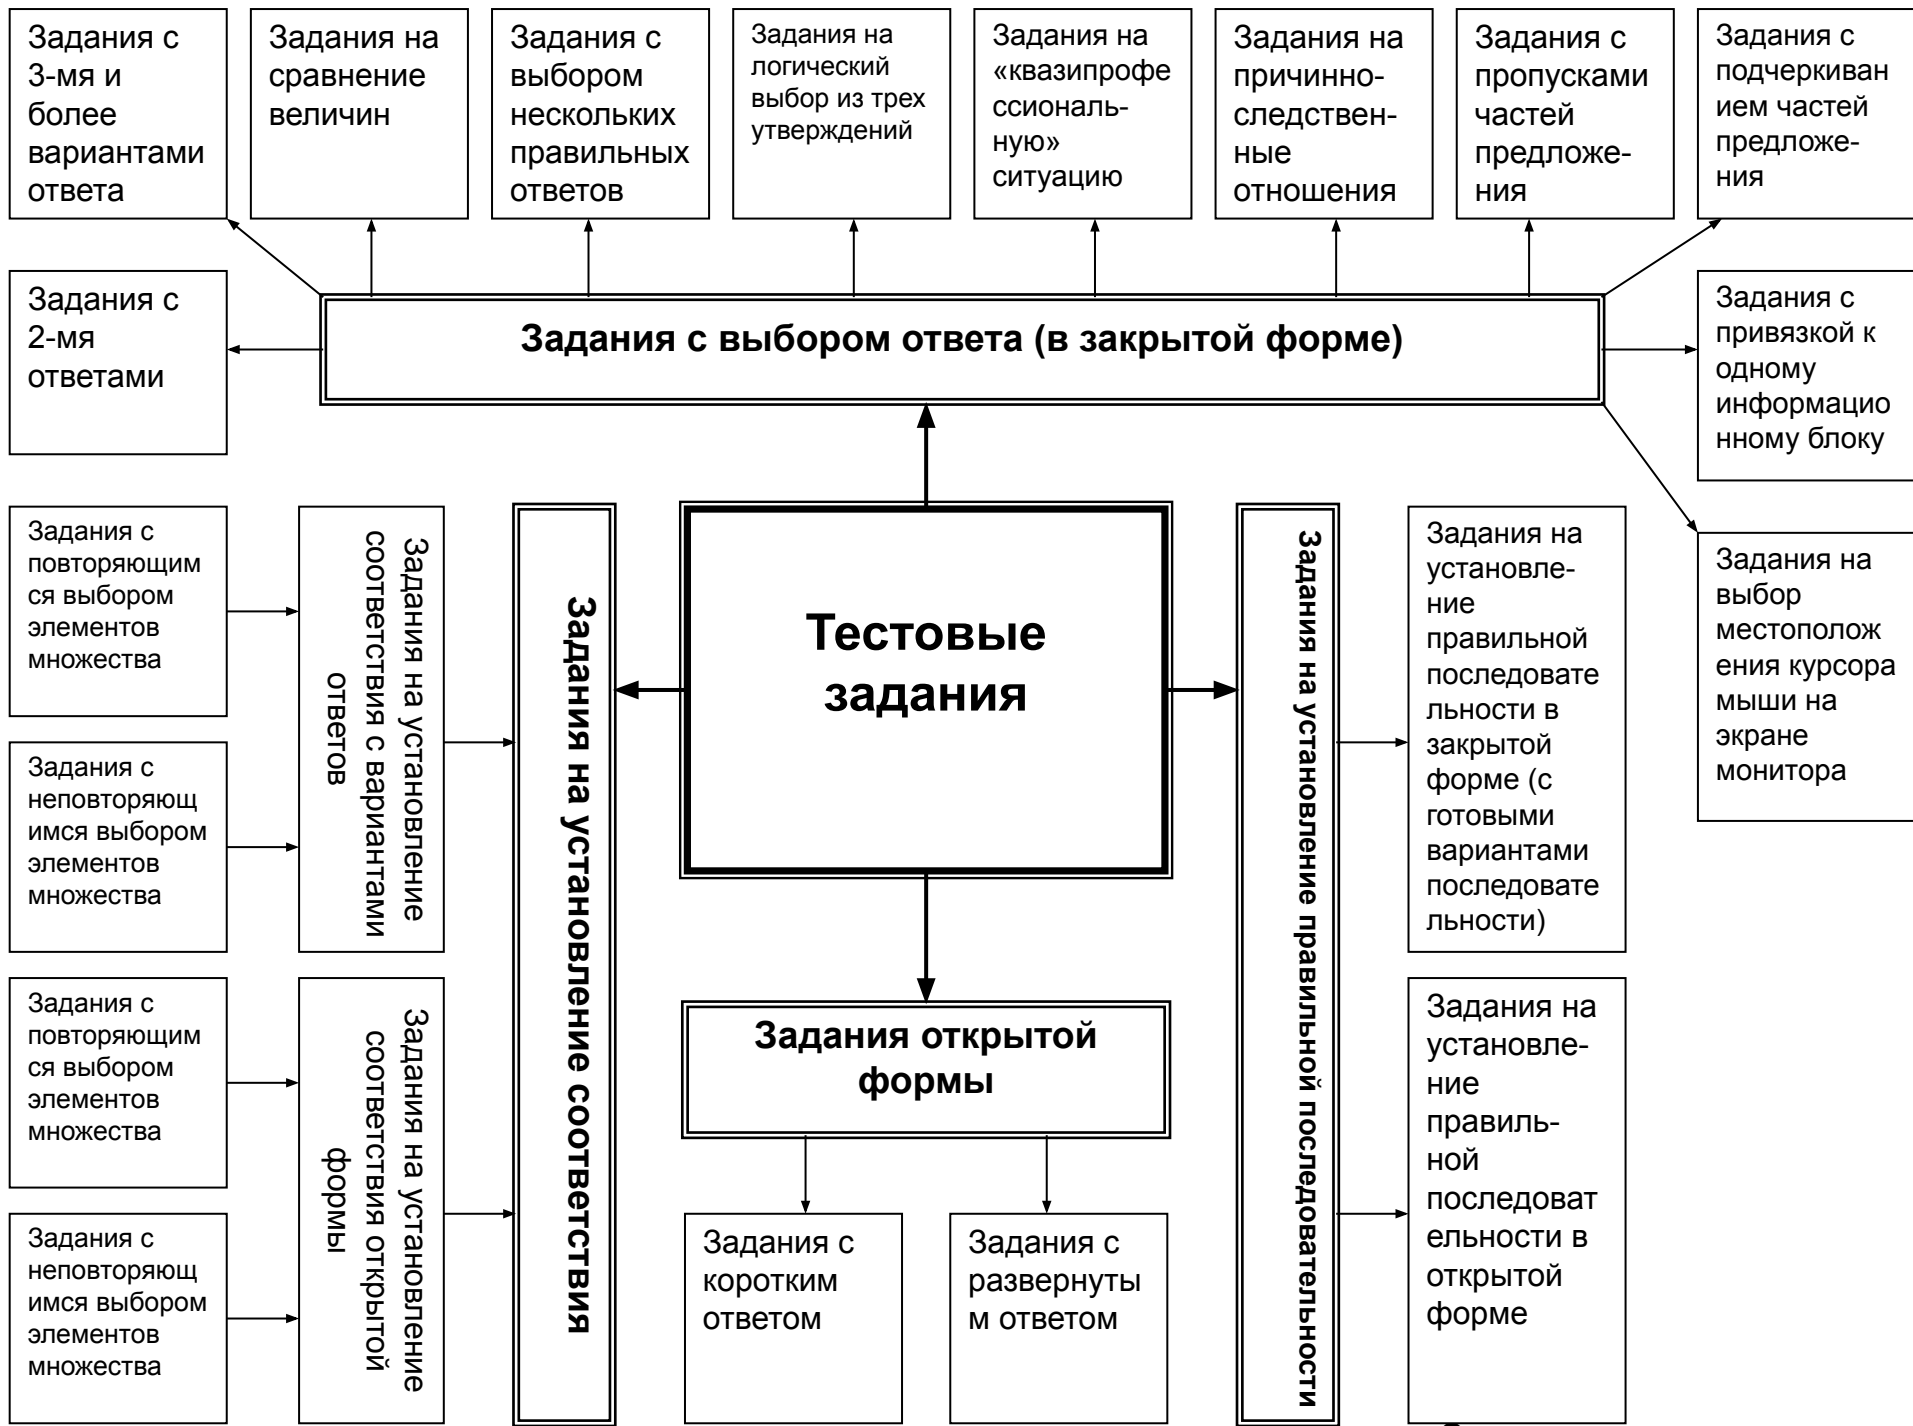 Задания с
3-мя и
более
вариантами
ответа
Задания на
сравнение
величин
Задания с
выбором
нескольких
правильных
ответов
Задания на
логический
выбор из трех
утверждений
Задания на
«квазипрофе
ссиональ-
ную»
ситуацию
Задания на
причинно-
следствен-
ные
отношения
Задания с
пропусками
частей
предложе-
ния
Задания с
подчеркиван
ием частей
предложе-
ния
Задания с
2-мя
ответами
Задания с выбором ответа (в закрытой форме)
Задания с
привязкой к
одному
информацио
нному блоку
Задания с
повторяющим
ся выбором
элементов
множества
Задания на установление
соответствия с вариантами
ответов
Задания на установление соответствия
Тестовые
задания
Задания на установление правильной последовательности
Задания на
установле-
ние
правильной
последовате
льности в
закрытой
форме (с
готовыми
вариантами
последовате
льности)
Задания на
выбор
местополож
ения курсора
мыши на
экране
монитора
Задания с
неповторяющ
имся выбором
элементов
множества
Задания с
повторяющим
ся выбором
элементов
множества
Задания на установление
соответствия открытой
формы
Задания открытой
формы
Задания на
установле-
ние
правиль-
ной
последоват
ельности в
открытой
форме
Задания с
неповторяющ
имся выбором
элементов
множества
Задания с
коротким
ответом
Задания с
развернуты
м ответом